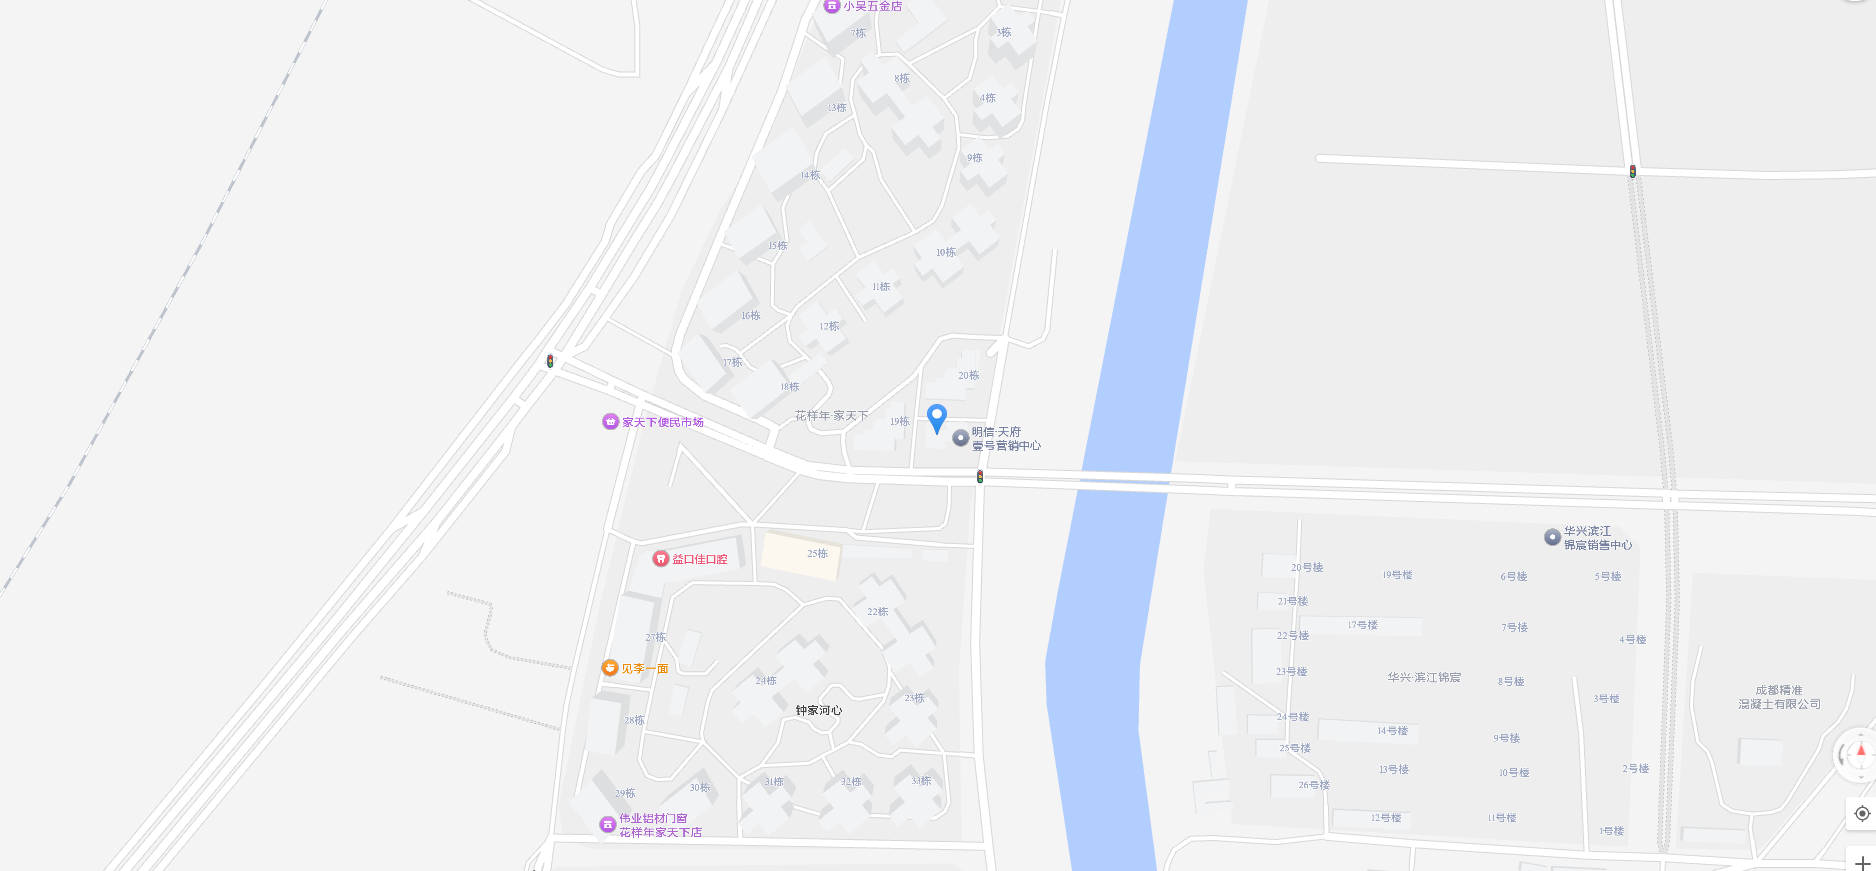 小吴五金店
7栋
3栋
8栋
4栋
13栋
9栋
14栋
15栋
10栋
11栋
16栋
12栋
17栋
18栋
20栋
花样年·家天下
19栋
家天下便民市场
明信·天府
壹号营销中心
华兴滨江
锦宸销售中心
益口佳口腔
25栋
20号楼
19号楼
6号楼
5号楼
21号楼
22栋
17号楼
7号楼
27栋
22号楼
4号楼
见李一面
23号楼
华兴·滨江锦宸
8号楼
24栋
23栋
3号楼
成都精准
混凝土有限公司
钟家河心
28栋
24号楼
14号楼
9号楼
25号楼
13号楼
10号楼
2号楼
29栋
30栋
31栋
32栋
33栋
26号楼
伟业铝材门窗
花样年家天下店
12号楼
11号楼
1号楼